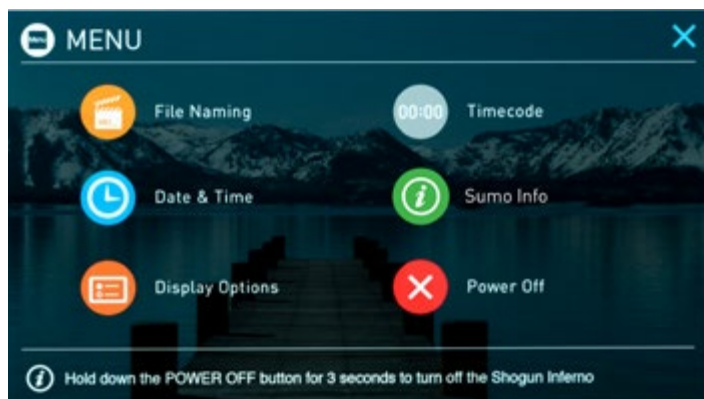 MENU
File Naming
00:00 Timecode
Date & Time
Sumo Info
Display Options
Power Off
Hold down the POWER OFF button for 3 seconds to turn off the Shogun Inferno